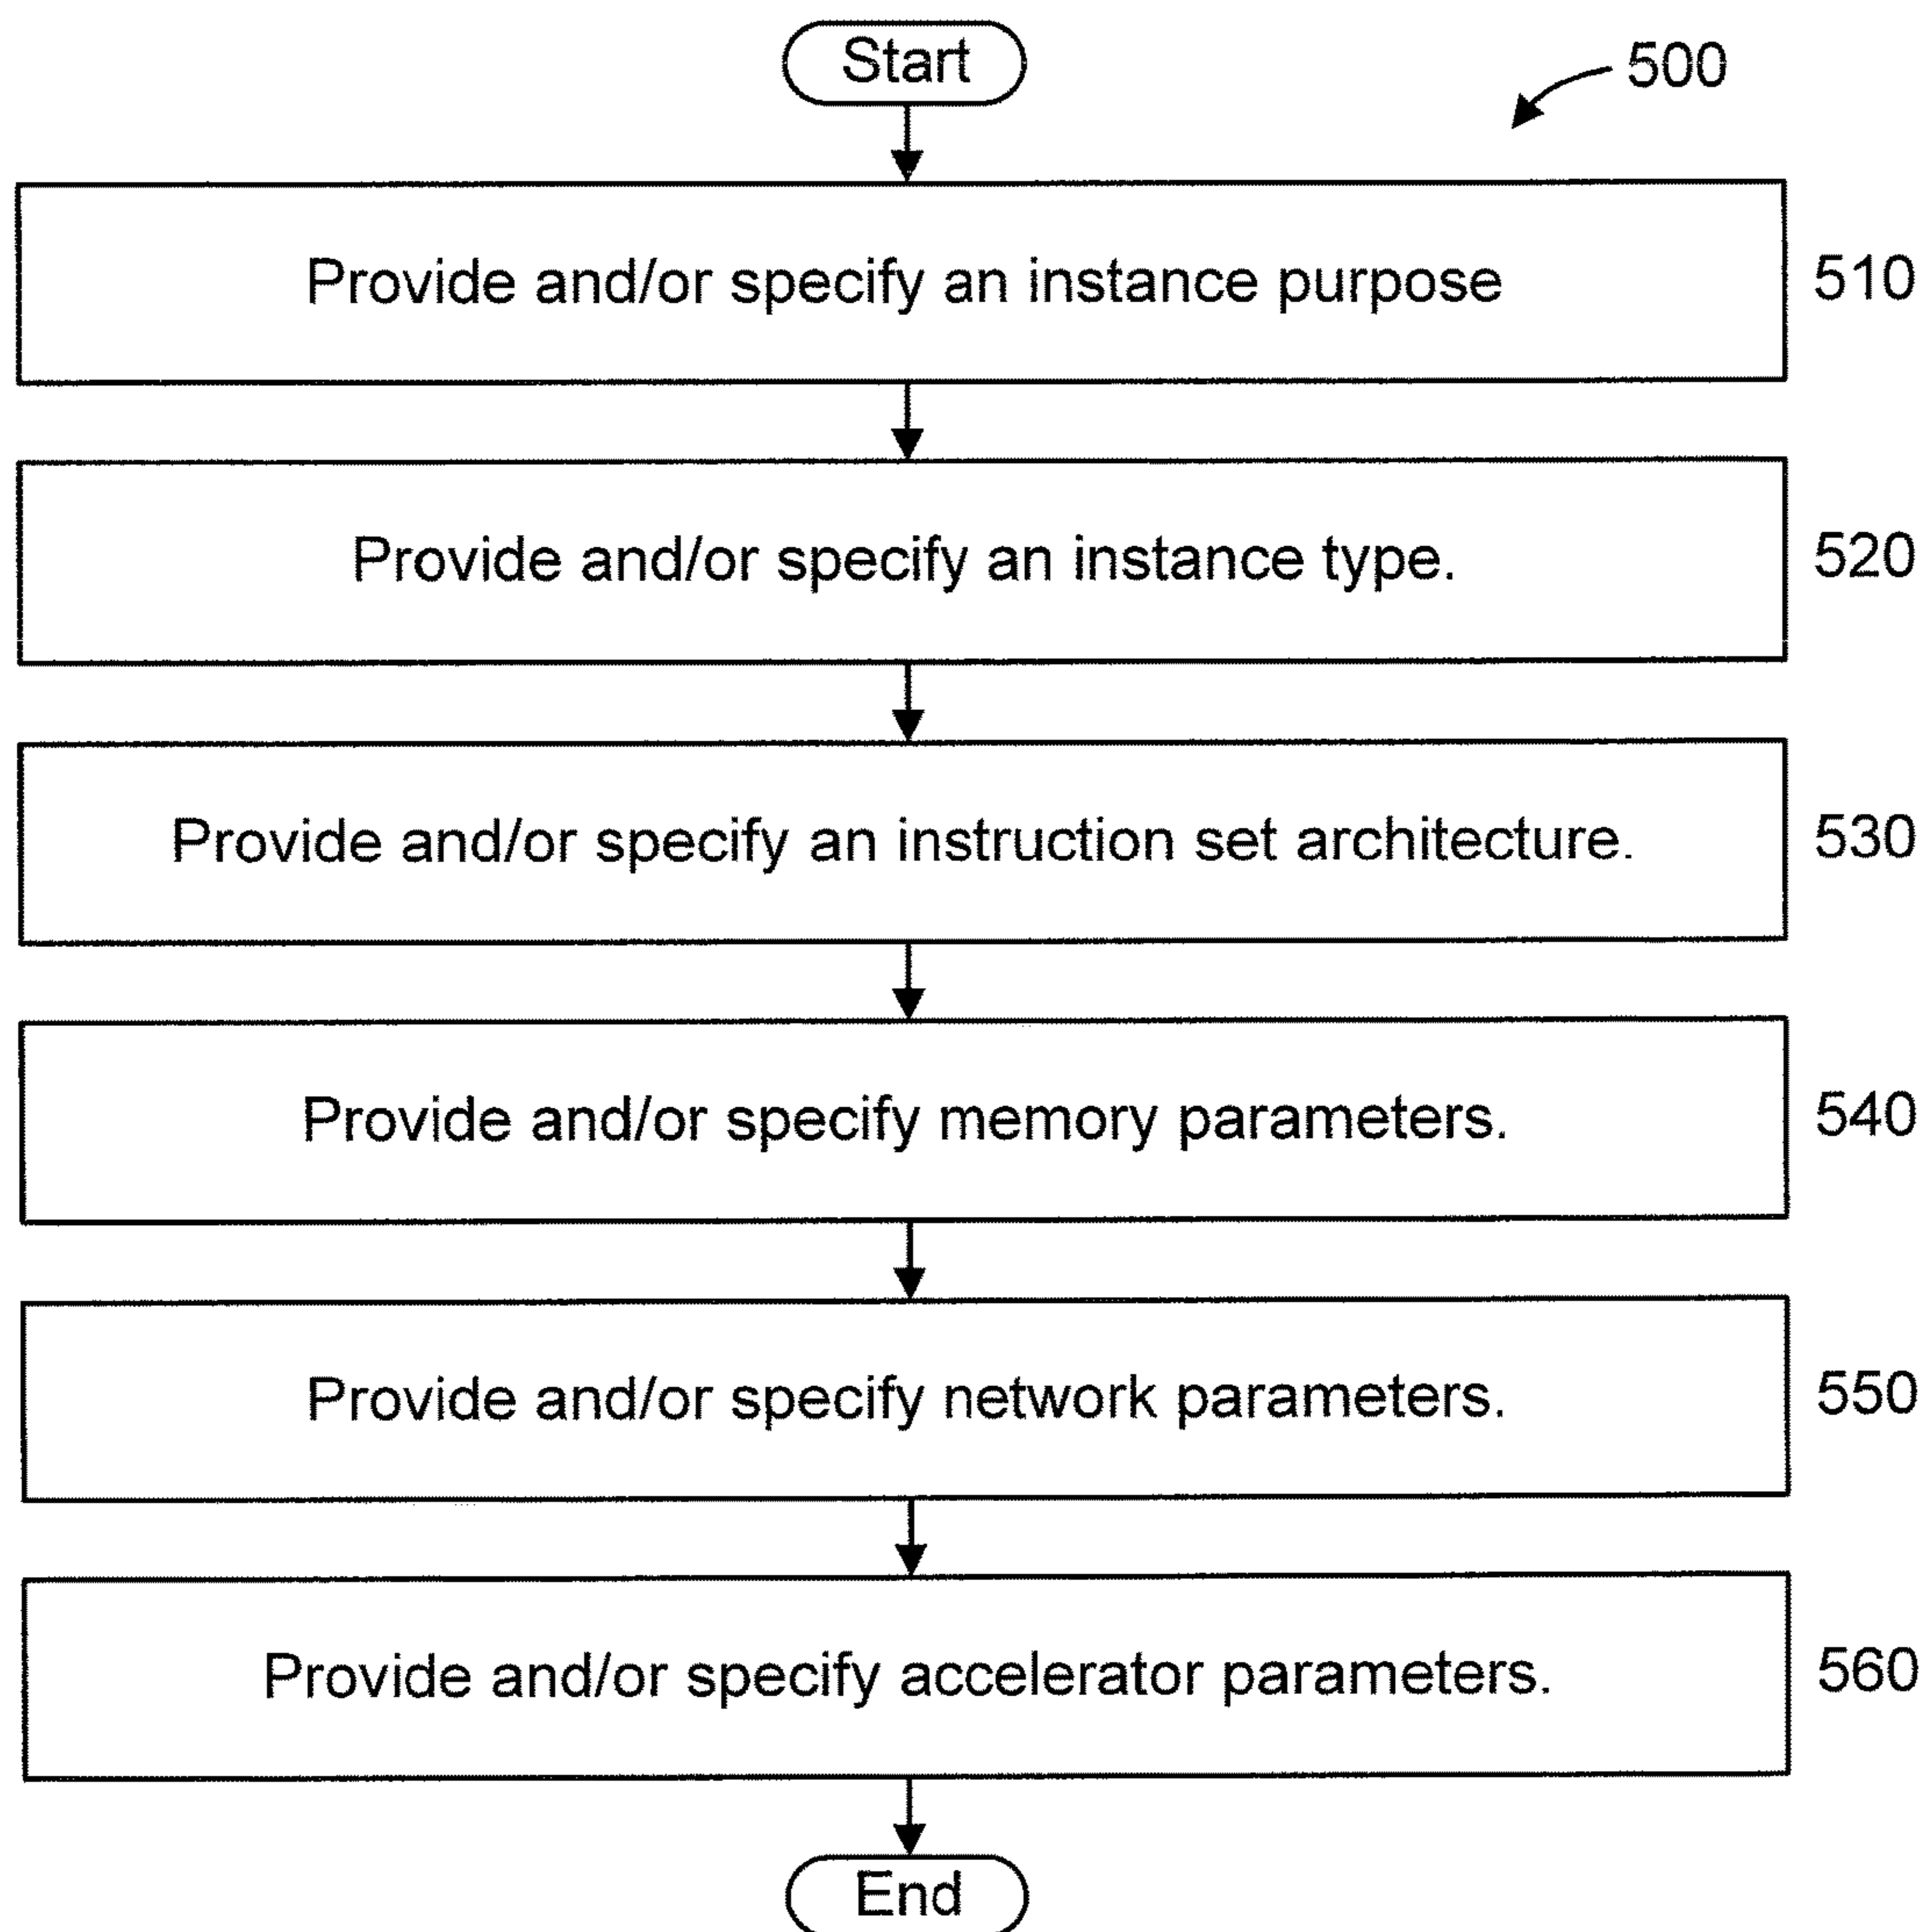 Start
500
Provide and/or specify an instance purpose
510
Provide and/or specify an instance type.
520
Provide and/or specify an instruction set architecture.
530
Provide and/or specify memory parameters.
540
Provide and/or specify network parameters.
550
Provide and/or specify accelerator parameters.
560
End